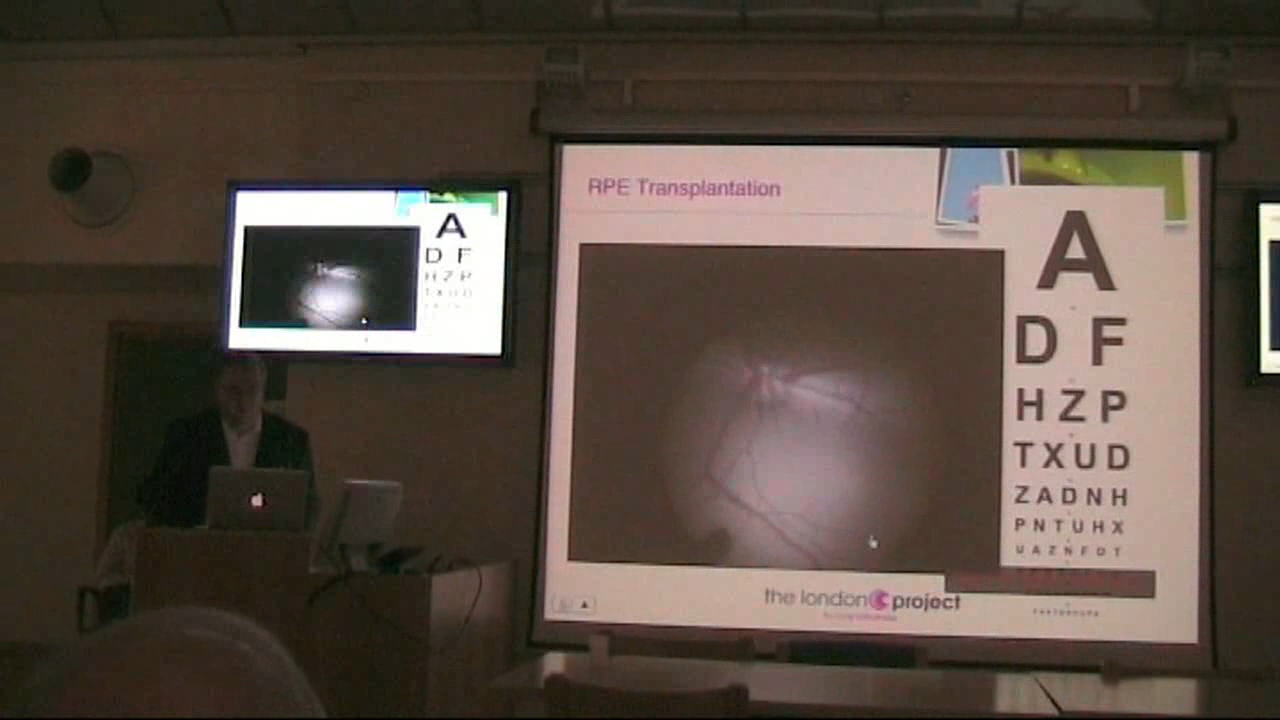 RPE Transplantation
A
D F
H Z P
T X U D
Z A D N H
P N T U H X
U A Z N F D T
the london project
A
D F
H Z P
T X U D